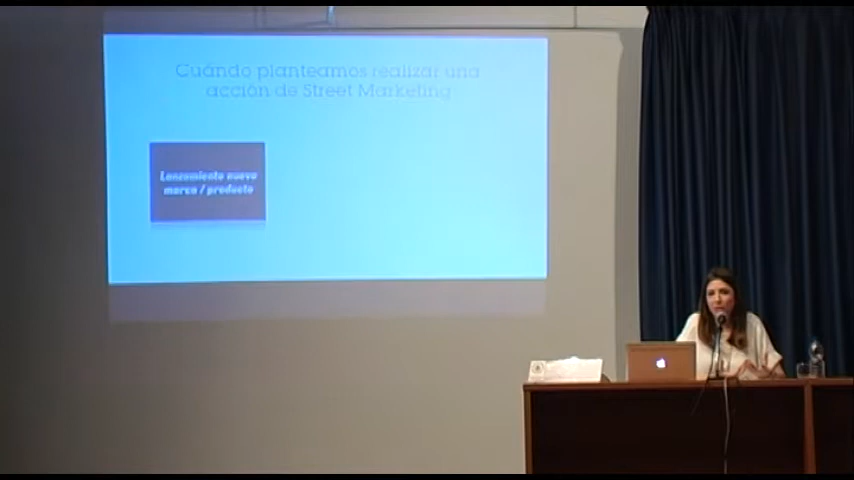 Cuándo planteamos realizar una
acción de Street Marketing
Lanzamiento nueva
marca / producto